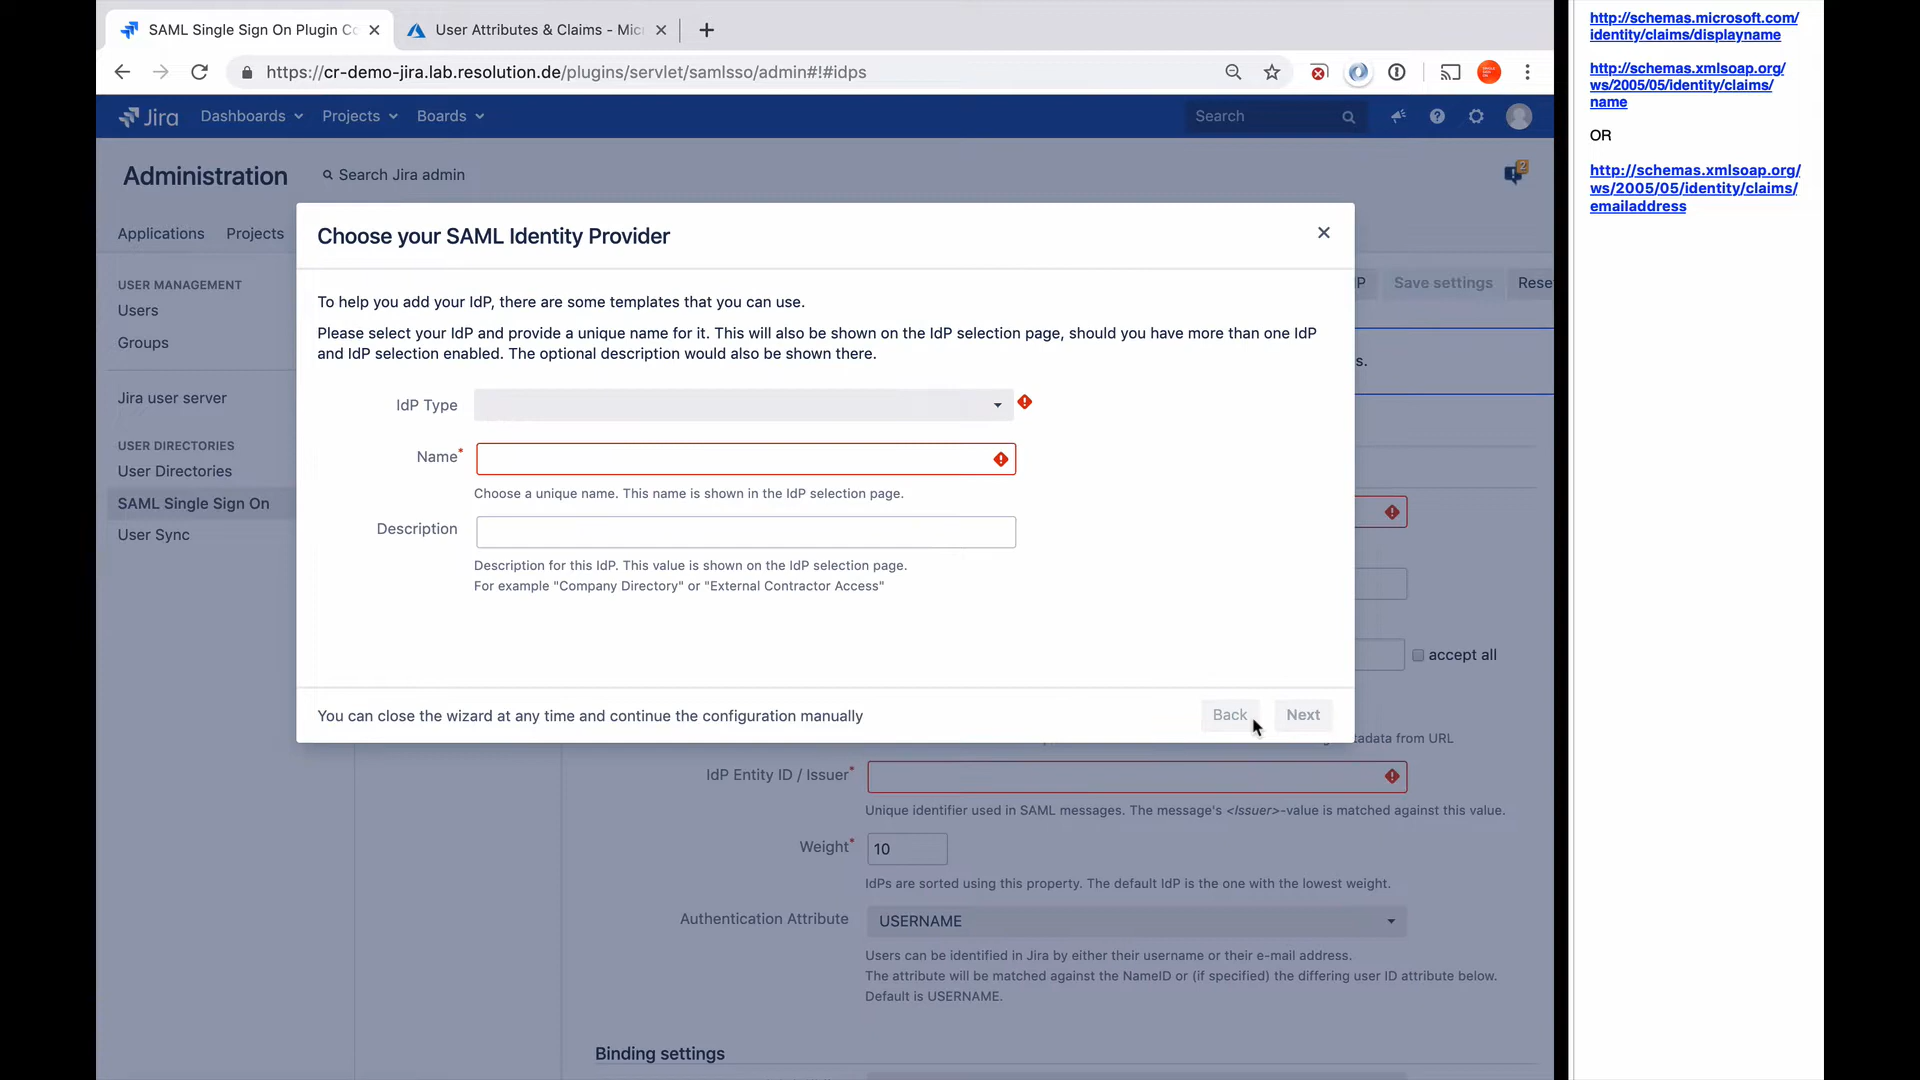 SAML Single Sign On Plugin Co
User Attributes & Claims - Micr
https://cr-demo-jira.lab.resolution.de/plugins/servlet/samlsso/admin#!#idps
Jira
Dashboards
Projects
Boards
Search
Administration
Search Jira admin
2
Applications
Projects
USER MANAGEMENT
Users
Groups
Jira user server
USER DIRECTORIES
User Directories
SAML Single Sign On
User Sync
P
Save settings
Rese
s.
Choose your SAML Identity Provider
To help you add your IdP, there are some templates that you can use.
Please select your IdP and provide a unique name for it. This will also be shown on the IdP selection page, should you have more than one IdP
and IdP selection enabled. The optional description would also be shown there.
IdP Type
Name*
Choose a unique name. This name is shown in the IdP selection page.
Description
Description for this IdP. This value is shown on the IdP selection page.
For example "Company Directory" or "External Contractor Access"
You can close the wizard at any time and continue the configuration manually
Back
Next
accept all
adata from URL
IdP Entity ID / Issuer*
Unique identifier used in SAML messages. The message's <Issuer>-value is matched against this value.
Weight*
10
IdPs are sorted using this property. The default IdP is the one with the lowest weight.
Authentication Attribute
USERNAME
Users can be identified in Jira by either their username or their e-mail address.
The attribute will be matched against the NameID or (if specified) the differing user ID attribute below.
Default is USERNAME.
Binding settings
http://schemas.microsoft.com/
identity/claims/displayname
http://schemas.xmlsoap.org/
ws/2005/05/identity/claims/
name
OR
http://schemas.xmlsoap.org/
ws/2005/05/identity/claims/
emailaddress